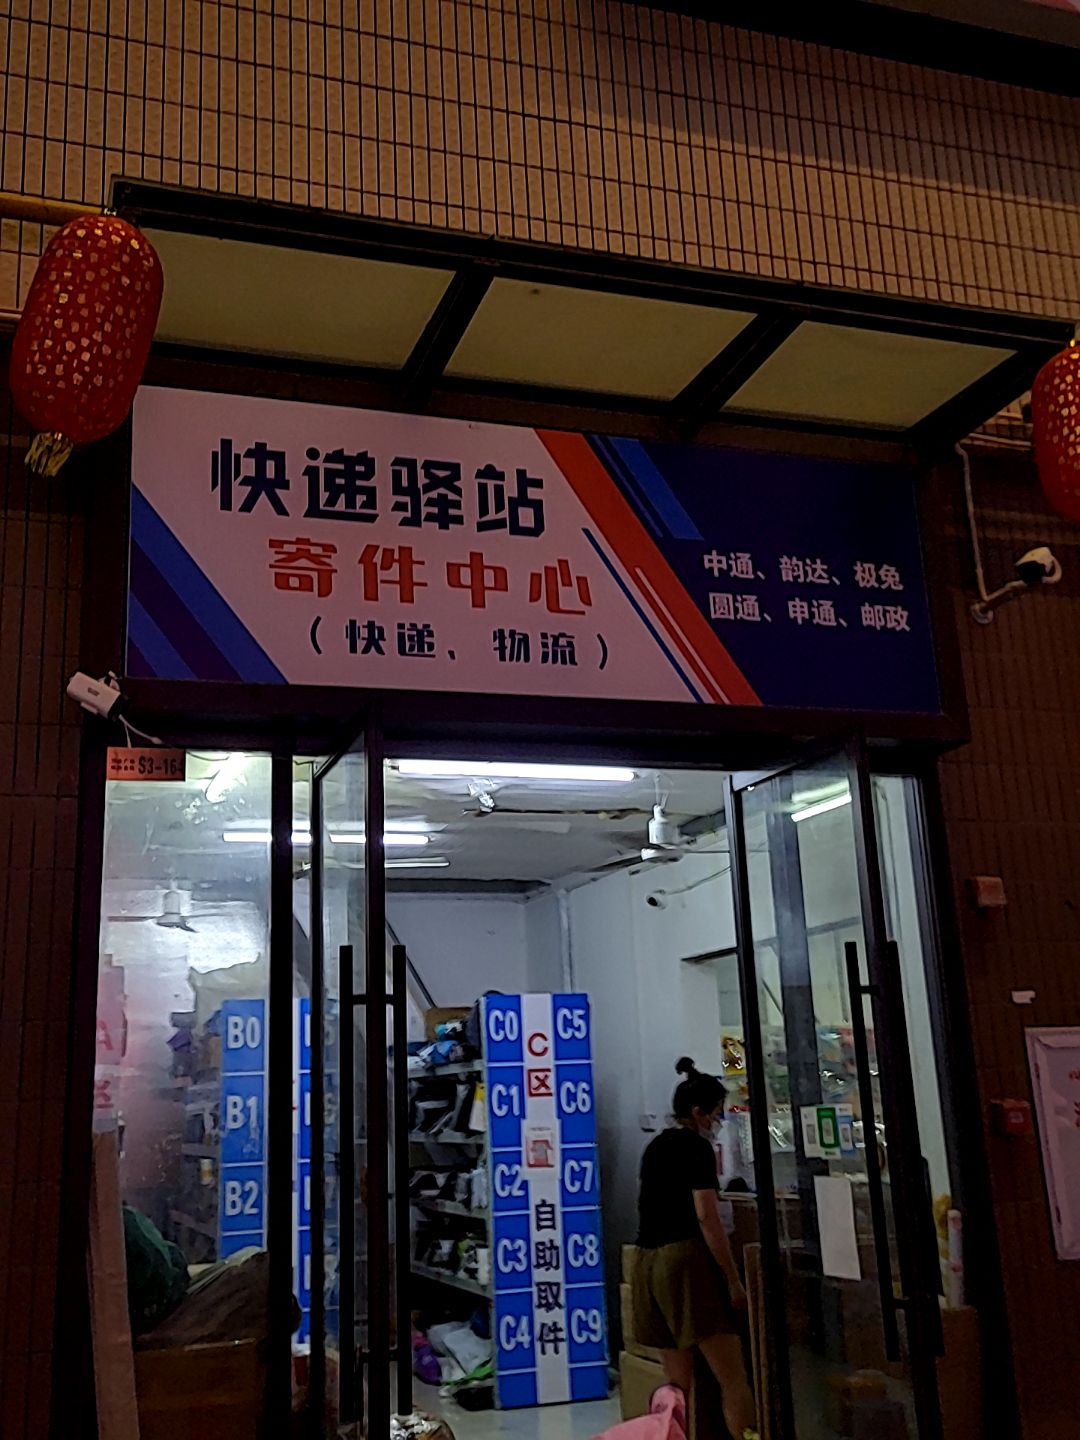 快递驿站
寄件中心
（快递、物流）
中通、韵达、极兔
圆通、申通、邮政
S3-164
B0
B1
B2
C0
C1
C2
C3
C4
C区
自助取件
C5
C6
C7
C8
C9